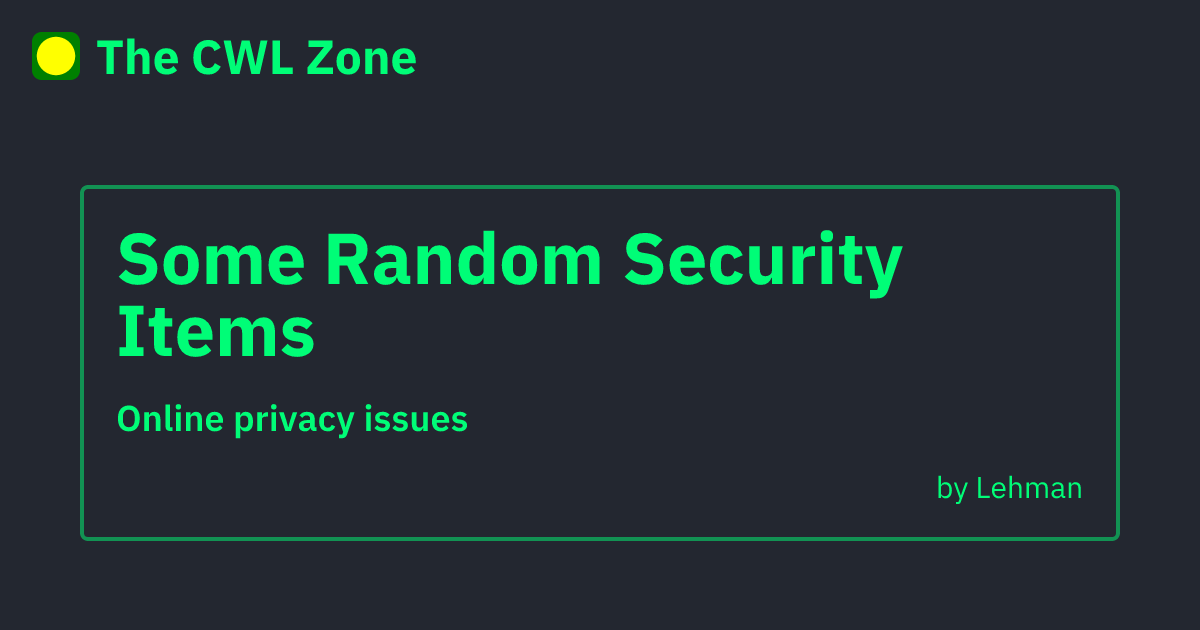 The CWL Zone
Some Random Security
Items
Online privacy issues
by Lehman